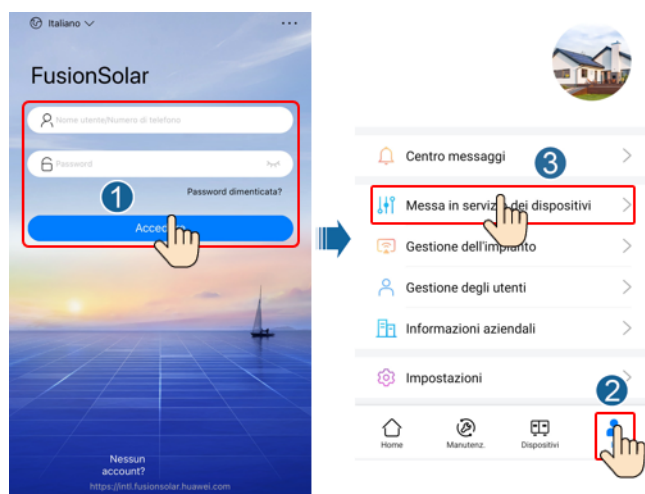 Italiano
FusionSolar
Nome utente/Numero di telefono
Password
1
Password dimenticata?
Nessun
account?
https://intl.fusionsolar.huawei.com
Centro messaggi
3
Messa in servizio dei dispositivi
Gestione dell'impianto
Gestione degli utenti
Informazioni aziendali
Impostazioni
2
Home
Manutenz.
Dispositivi